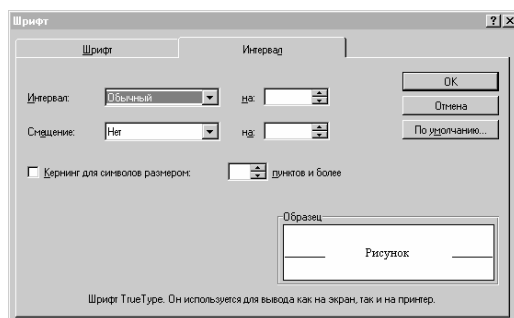 Шрифт
Шрифт Интервал
Интервал: Обычный на: ОК
Смещение: Нет на: Отмена
По умолчанию...
Кернинг для символов размером: пунктов и более
Образец
Рисунок
Шрифт TrueType. Он используется для вывода как на экран, так и на принтер.